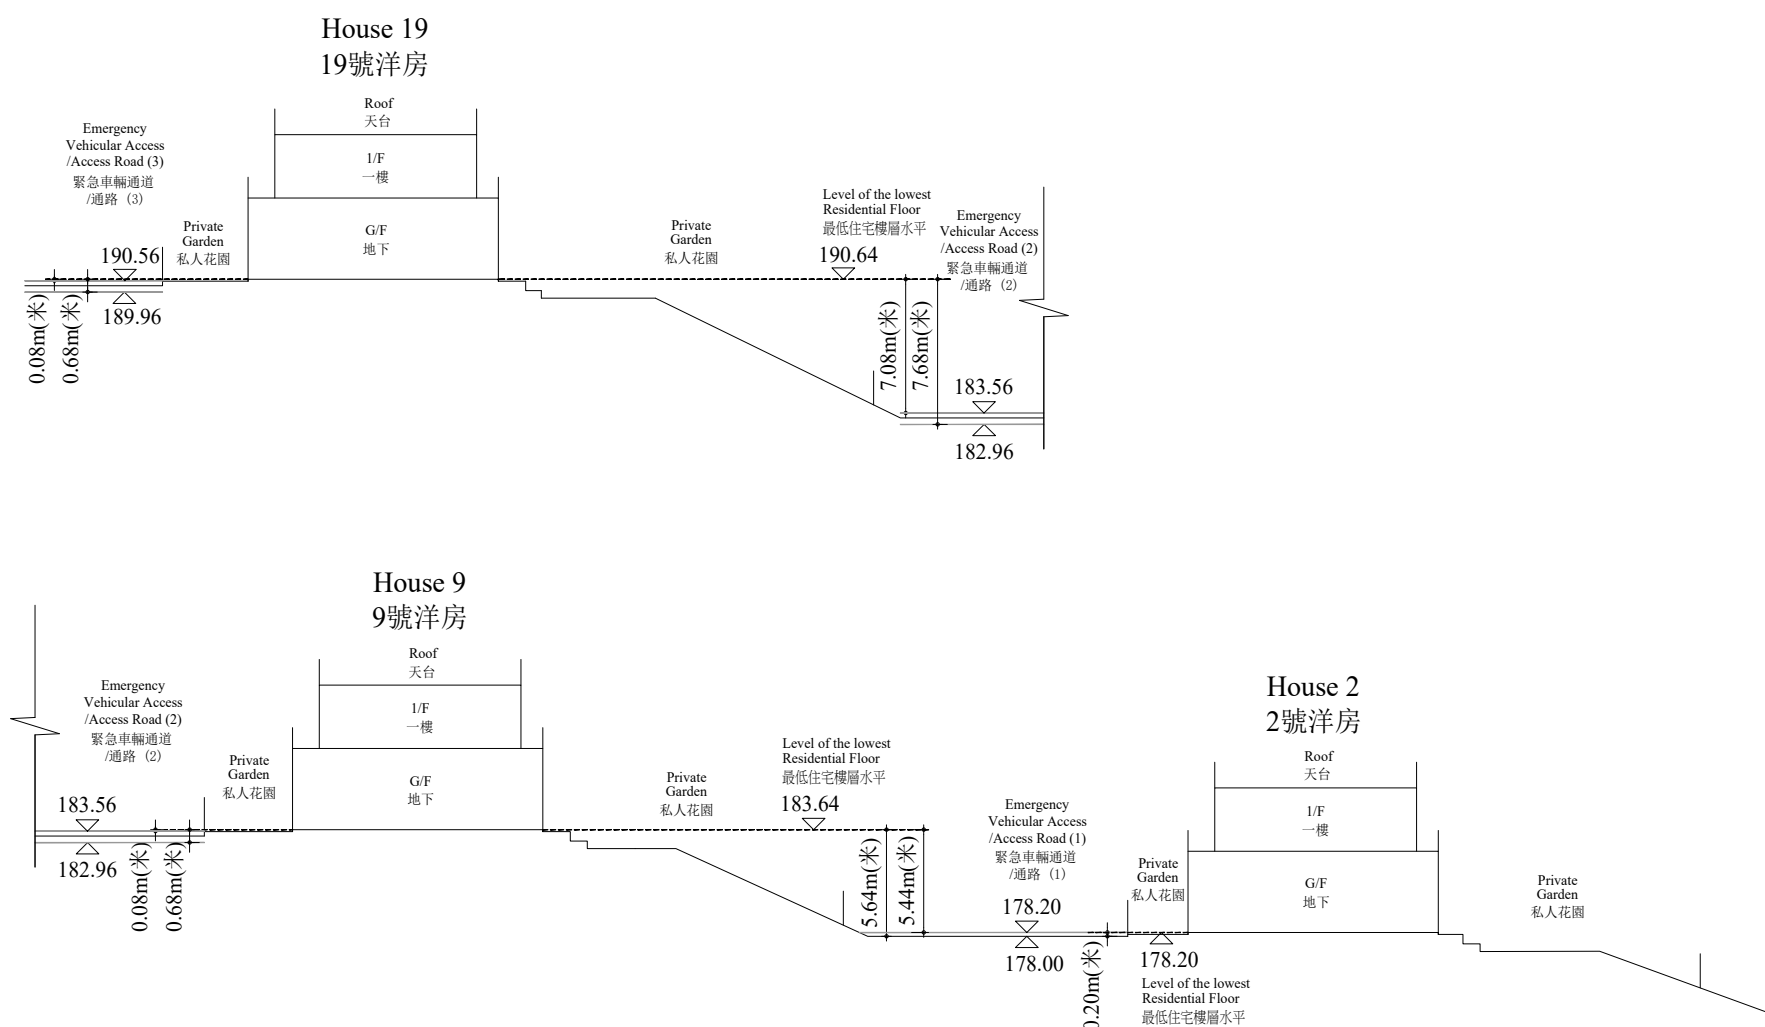 House 19
19號洋房
Roof
天台
Emergency
Vehicular Access
/Access Road (3)
緊急車輛通道
/通路 (3)
1/F
一樓
Private
Garden
私人花園
G/F
地下
Private
Garden
私人花園
Level of the lowest
Residential Floor
最低住宅樓層水平
Emergency
Vehicular Access
/Access Road (2)
緊急車輛通道
/通路 (2)
190.56
190.64
189.96
0.08m(米)
0.68m(米)
7.08m(米)
7.68m(米)
183.56
182.96
House 9
9號洋房
Roof
天台
Emergency
Vehicular Access
/Access Road (2)
緊急車輛通道
/通路 (2)
1/F
一樓
Private
Garden
私人花園
G/F
地下
Private
Garden
私人花園
Level of the lowest
Residential Floor
最低住宅樓層水平
183.56
183.64
182.96
0.08m(米)
0.68m(米)
5.64m(米)
5.44m(米)
Emergency
Vehicular Access
/Access Road (1)
緊急車輛通道
/通路 (1)
178.20
178.00
0.20m(米)
House 2
2號洋房
Roof
天台
1/F
一樓
Private
Garden
私人花園
G/F
地下
Private
Garden
私人花園
178.20
Level of the lowest
Residential Floor
最低住宅樓層水平